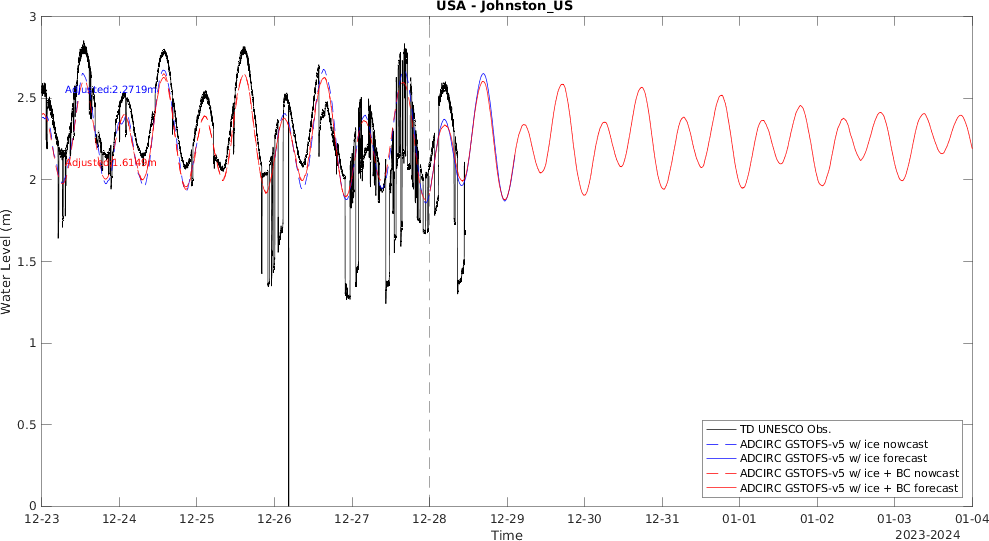 USA - Johnston_US
Water Level (m)
3
2.5
2
1.5
1
0.5
0
Adjusted:2.2719m
Adjusted:1.6149m
TD UNESCO Obs.
ADCIRC GSTOFS-v5 w/ ice nowcast
ADCIRC GSTOFS-v5 w/ ice forecast
ADCIRC GSTOFS-v5 w/ ice + BC nowcast
ADCIRC GSTOFS-v5 w/ ice + BC forecast
12-23 12-24 12-25 12-26 12-27 12-28 12-29 12-30 12-31 01-01 01-02 01-03 01-04
Time
2023-2024